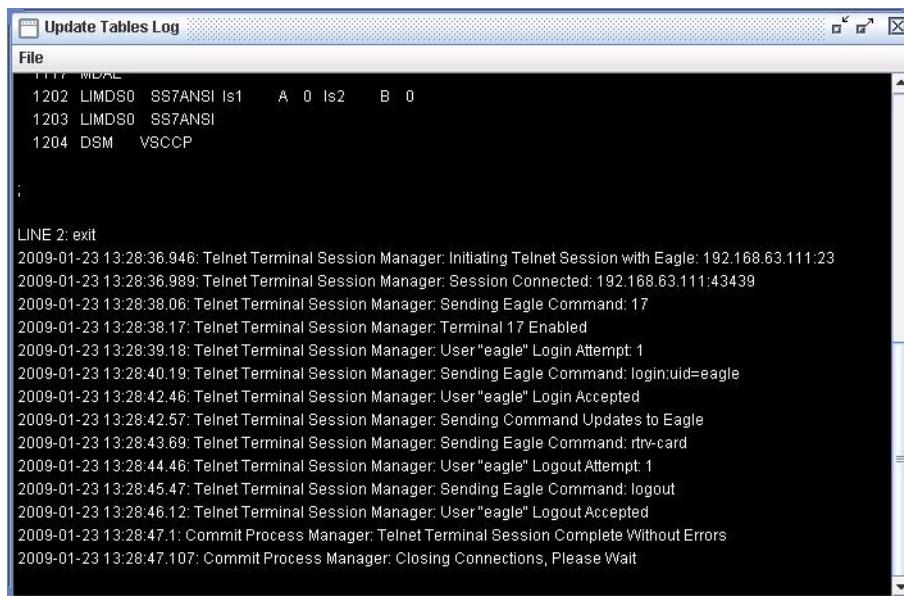 Update Tables Log
File
1117 MDAL
1202 LIMDS0 SS7ANSI ls1 A 0 ls2 B 0
1203 LIMDS0 SS7ANSI
1204 DSM VSCCP
;
LINE 2: exit
2009-01-23 13:28:36.946: Telnet Terminal Session Manager: Initiating Telnet Session with Eagle: 192.168.63.111:23
2009-01-23 13:28:36.989: Telnet Terminal Session Manager: Session Connected: 192.168.63.111:43439
2009-01-23 13:28:38.06: Telnet Terminal Session Manager: Sending Eagle Command: 17
2009-01-23 13:28:38.17: Telnet Terminal Session Manager: Terminal 17 Enabled
2009-01-23 13:28:39.18: Telnet Terminal Session Manager: User "eagle" Login Attempt: 1
2009-01-23 13:28:40.19: Telnet Terminal Session Manager: Sending Eagle Command: login:uid=eagle
2009-01-23 13:28:42.46: Telnet Terminal Session Manager: User "eagle" Login Accepted
2009-01-23 13:28:42.57: Telnet Terminal Session Manager: Sending Command Updates to Eagle
2009-01-23 13:28:43.69: Telnet Terminal Session Manager: Sending Eagle Command: rtrv-card
2009-01-23 13:28:44.46: Telnet Terminal Session Manager: User "eagle" Logout Attempt: 1
2009-01-23 13:28:45.47: Telnet Terminal Session Manager: Sending Eagle Command: logout
2009-01-23 13:28:46.12: Telnet Terminal Session Manager: User "eagle" Logout Accepted
2009-01-23 13:28:47.1: Commit Process Manager: Telnet Terminal Session Complete Without Errors
2009-01-23 13:28:47.107: Commit Process Manager: Closing Connections, Please Wait